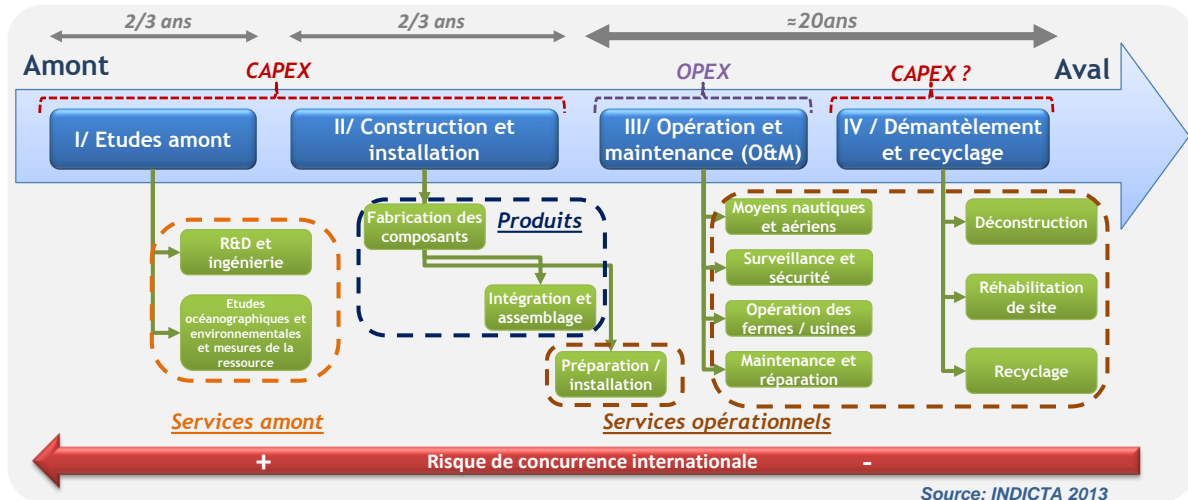 2/3 ans
2/3 ans
≈20ans
Amont
CAPEX
OPEX
CAPEX ?
Aval
I/ Etudes amont
II/ Construction et
installation
III/ Opération et
maintenance (O&M)
IV / Démantèlement
et recyclage
R&D et
ingénierie
Etudes
océanographiques et
environnementales
et mesures de la
ressource
Services amont
Fabrication des
composants
Produits
Intégration et
assemblage
Préparation /
installation
Moyens nautiques
et aériens
Surveillance et
sécurité
Opération des
fermes / usines
Maintenance et
réparation
Déconstruction
Réhabilitation
de site
Recyclage
Services opérationnels
+ Risque de concurrence internationale -
Source: INDICTA 2013